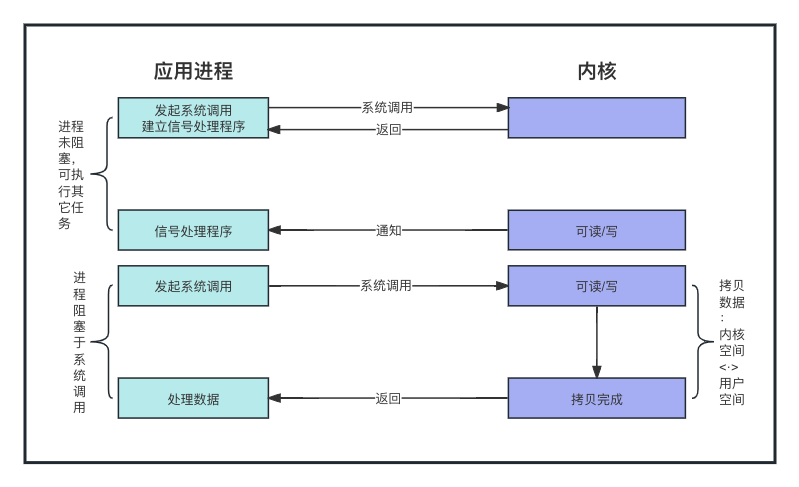 应用进程
内核
发起系统调用
建立信号处理程序
系统调用
返回
进程
未阻
塞，
可执
行其
它任
务
信号处理程序
通知
可读/写
发起系统调用
系统调用
可读/写
进
程
阻
塞
于
系
统
调
用
拷贝
数据
：
内核
空间
<·>
用户
空间
处理数据
返回
拷贝完成